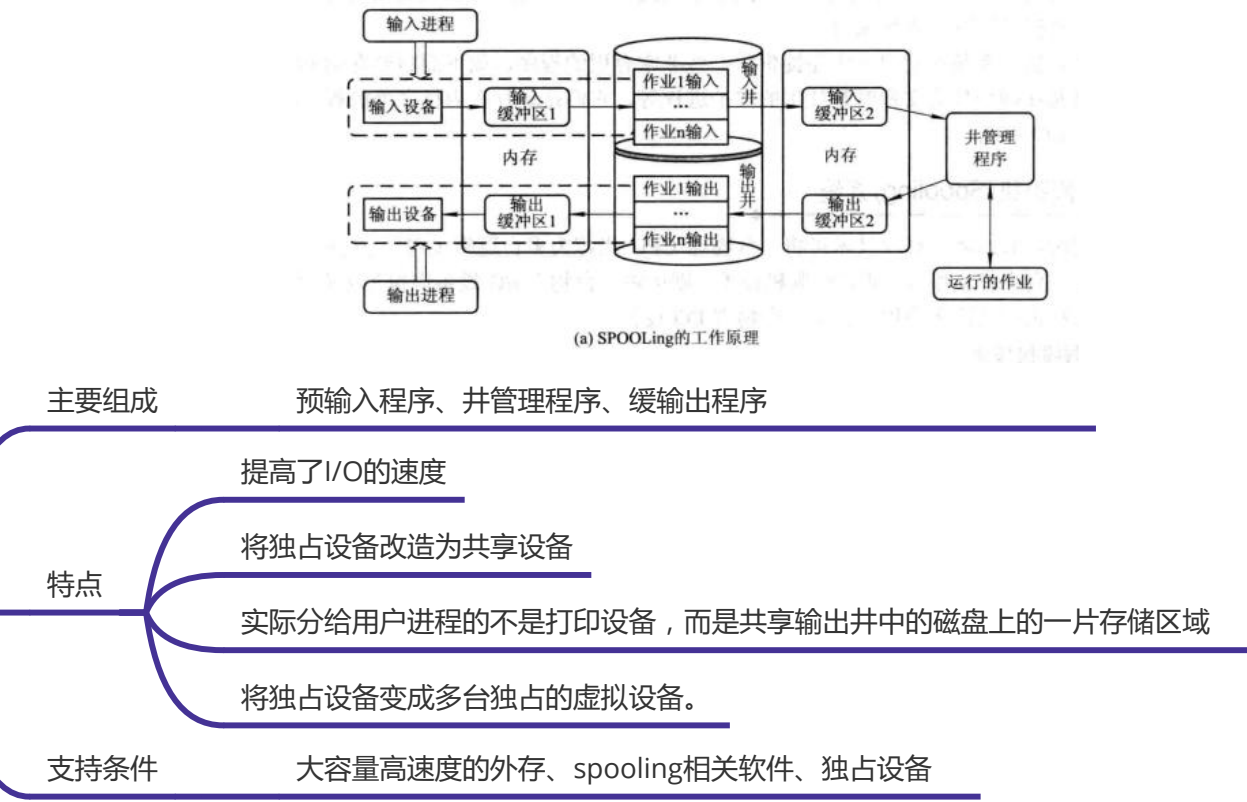 输入进程
输入设备
输入
缓冲区1
作业1输入
...
作业n输入
输入井
输入
缓冲区2
井管理
程序
内存
内存
输出设备
输出
缓冲区1
作业1输出
...
作业n输出
输出井
输出
缓冲区2
输出进程
运行的作业
(a) SPOOLing的工作原理
主要组成
预输入程序、井管理程序、缓输出程序
提高了I/O的速度
将独占设备改造为共享设备
特点
实际分给用户进程的不是打印设备，而是共享输出井中的磁盘上的一片存储区域
将独占设备变成多台独占的虚拟设备。
支持条件
大容量高速度的外存、spooling相关软件、独占设备